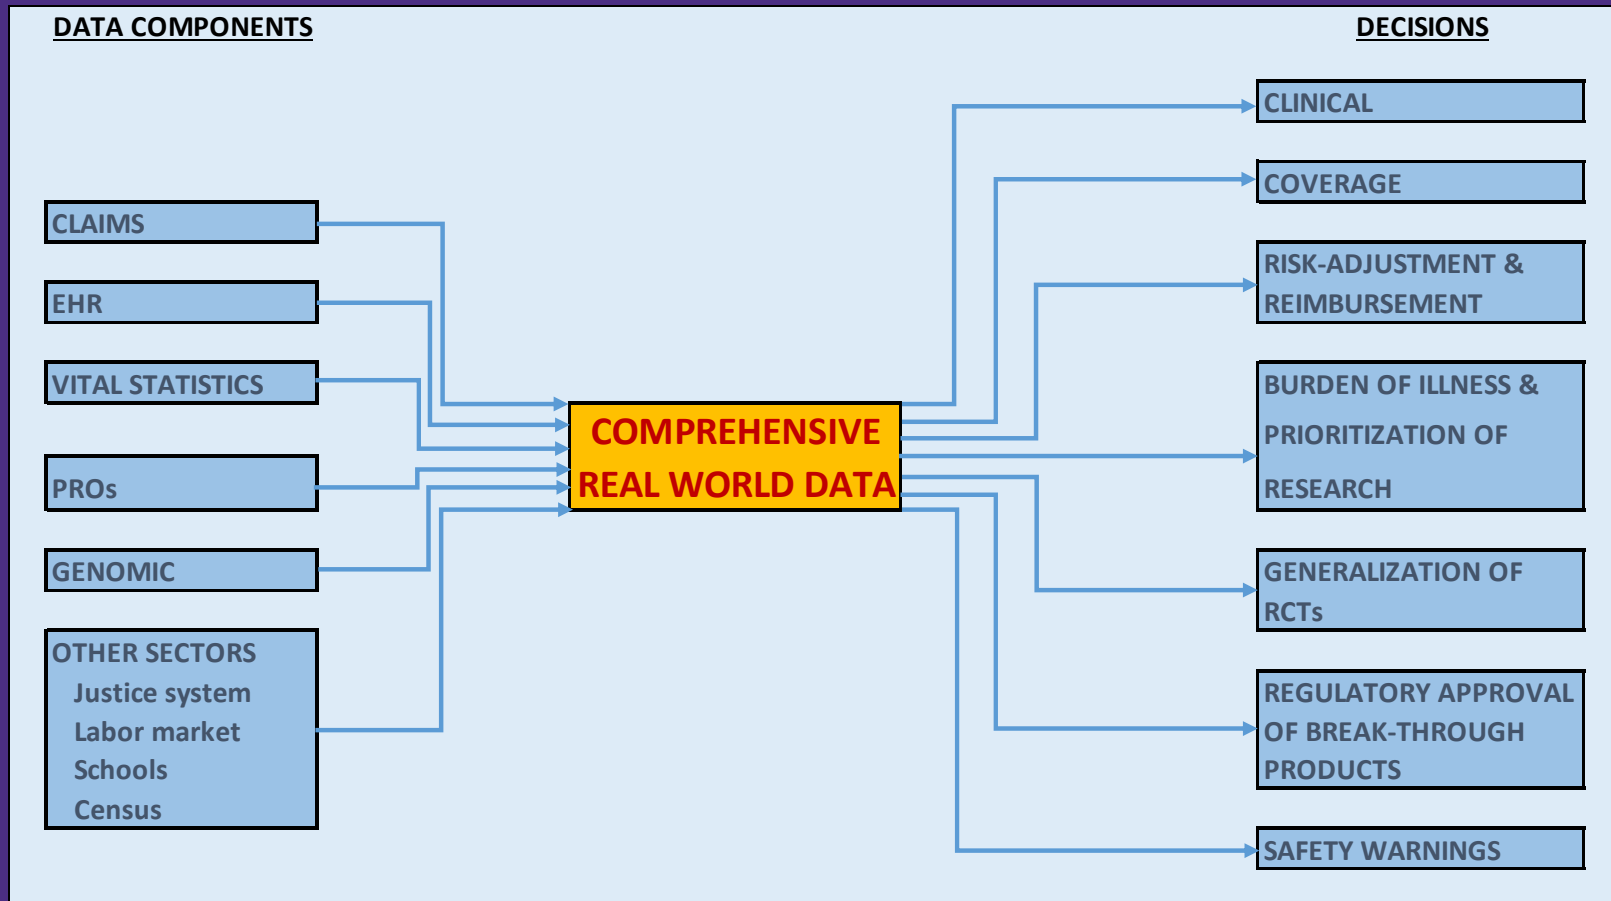 DATA COMPONENTS
CLAIMS
EHR
VITAL STATISTICS
PROs
GENOMIC
OTHER SECTORS
Justice system
Labor market
Schools
Census
COMPREHENSIVE
REAL WORLD DATA
DECISIONS
CLINICAL
COVERAGE
RISK-ADJUSTMENT &
REIMBURSEMENT
BURDEN OF ILLNESS &
PRIORITIZATION OF
RESEARCH
GENERALIZATION OF
RCTs
REGULATORY APPROVAL
OF BREAK-THROUGH
PRODUCTS
SAFETY WARNINGS